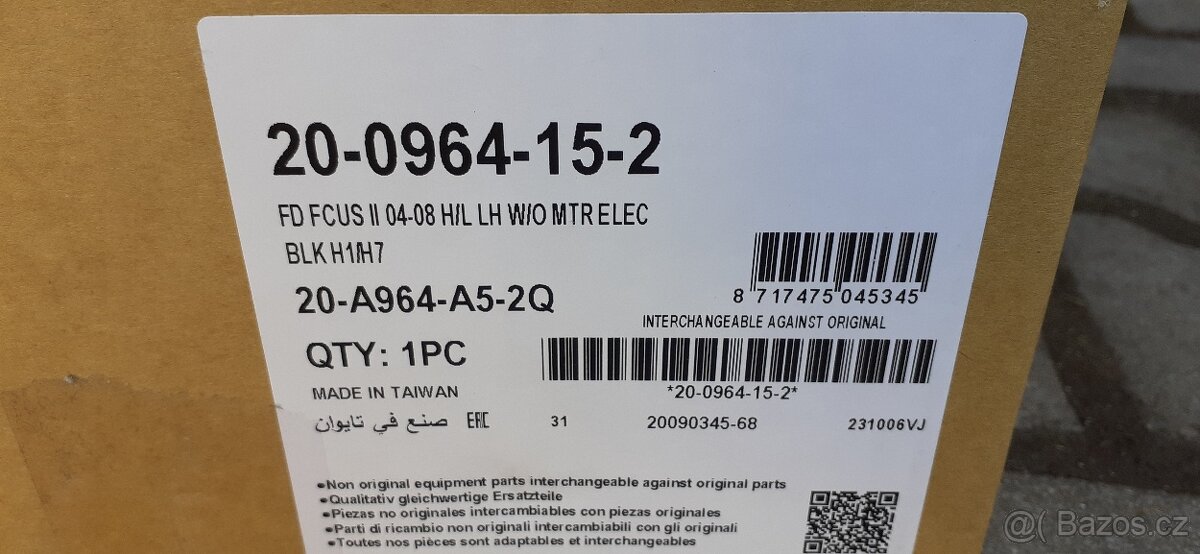 20-0964-15-2
FD FCUS II 04-08 H/L LH W/O MTR ELEC
BLK H1/H7
20-A964-A5-2Q
8 717475 045345
INTERCHANGEABLE AGAINST ORIGINAL
QTY: 1PC
*20-0964-15-2*
MADE IN TAIWAN
صنع في تايوان EAC 31 20090345-68 231006VJ
•Non original equipment parts interchangeable against original parts
•Qualitativ gleichwertige Ersatzteile
•Piezas no originales intercambiables con piezas originales
•Parti di ricambio non originali intercambiabili con gli originali
•Toutes nos pièces sont adaptables et interchangeables
@( Bazos.cz